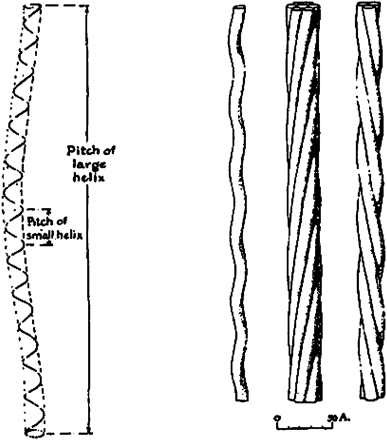 Pitch of
large
helix
Pitch of
small helix
0 50 A.